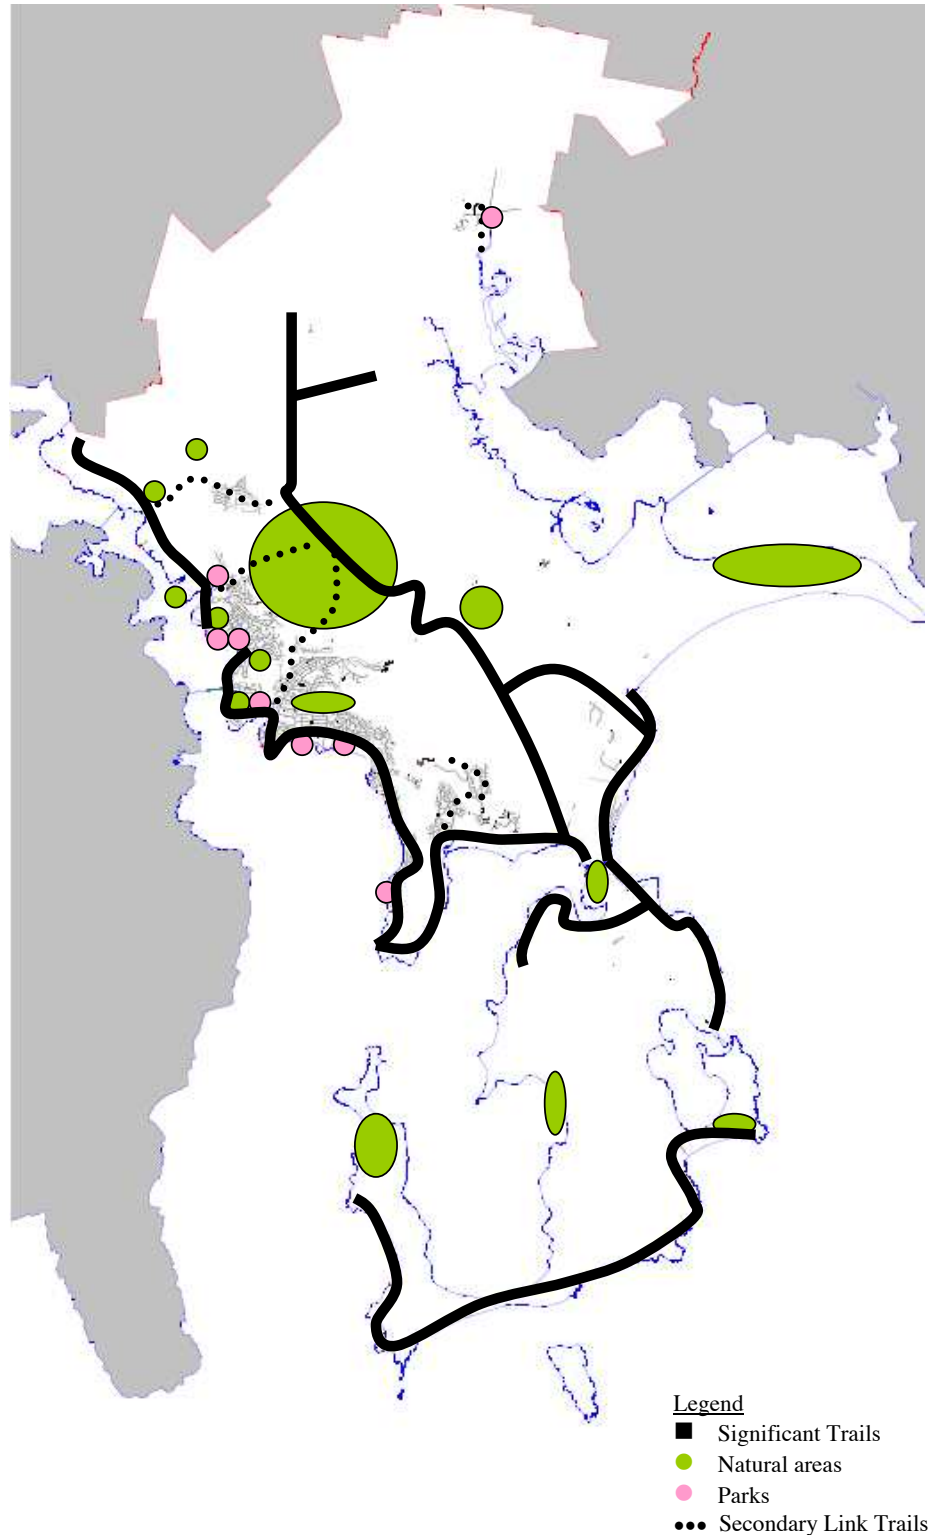 Legend
Significant Trails
Natural areas
Parks
Secondary Link Trails